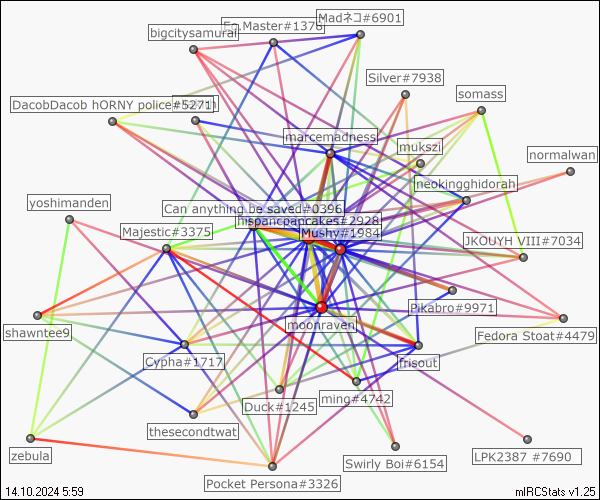 Eg.Master#1378
Madネコ#6901
bigcitysamurai
Silver#7938
somass
DacobDacob hORNY police#5271
marcemadness
mukszi
normalwan
neokingghidorah
yoshimanden
Can anything be saved#0396
hispancpancakes#2928
Majestic#3375
Mushy#1984
JKOUYH VIII#7034
Pikabro#9971
shawntee9
moonraven
Fedora Stoat#4479
Cypha#1717
frisout
Duck#1245
ming#4742
thesecondtwat
zebula
Swirly Boi#6154
LPK2387 #7690
Pocket Persona#3326
14.10.2024 5:59
mIRCStats v1.25